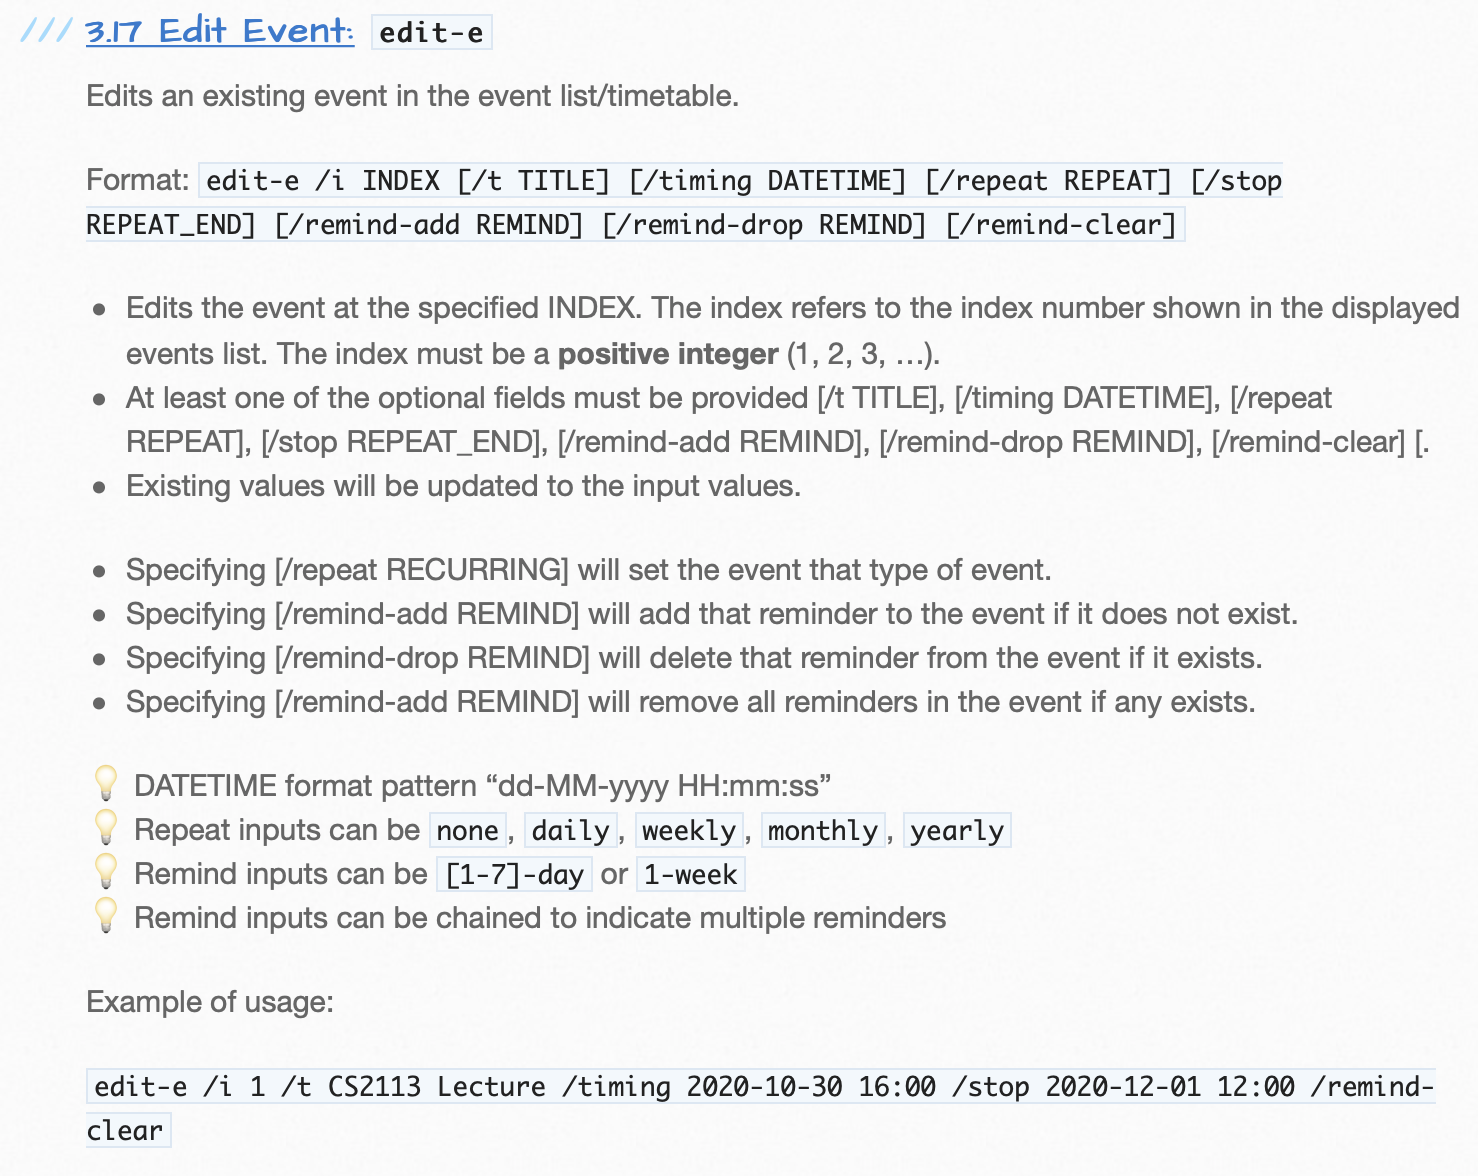 /// 3.17 Edit Event: edit-e
Edits an existing event in the event list/timetable.
Format: edit-e /i INDEX [/t TITLE] [/timing DATETIME] [/repeat REPEAT] [/stop
REPEAT_END] [/remind-add REMIND] [/remind-drop REMIND] [/remind-clear]
● Edits the event at the specified INDEX. The index refers to the index number shown in the displayed
events list. The index must be a positive integer (1, 2, 3, …).
● At least one of the optional fields must be provided [/t TITLE], [/timing DATETIME], [/repeat
REPEAT], [/stop REPEAT_END], [/remind-add REMIND], [/remind-drop REMIND], [/remind-clear] [.
● Existing values will be updated to the input values.
● Specifying [/repeat RECURRING] will set the event that type of event.
● Specifying [/remind-add REMIND] will add that reminder to the event if it does not exist.
● Specifying [/remind-drop REMIND] will delete that reminder from the event if it exists.
● Specifying [/remind-add REMIND] will remove all reminders in the event if any exists.
💡 DATETIME format pattern “dd-MM-yyyy HH:mm:ss”
💡 Repeat inputs can be none, daily, weekly, monthly, yearly
💡 Remind inputs can be [1-7]-day or 1-week
💡 Remind inputs can be chained to indicate multiple reminders
Example of usage:
edit-e /i 1 /t CS2113 Lecture /timing 2020-10-30 16:00 /stop 2020-12-01 12:00 /remind-
clear